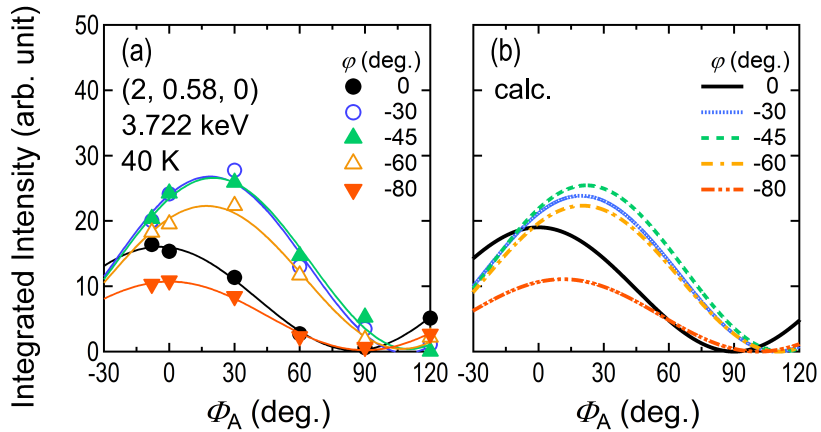 Integrated Intensity (arb. unit)
50
40
30
20
10
0
(a)
(2, 0.58, 0)
3.722 keV
40 K
φ (deg.)
0
-30
-45
-60
-80
-30 0 30 60 90 120
Φ_A (deg.)
(b)
calc.
φ (deg.)
0
-30
-45
-60
-80
-30 0 30 60 90 120
Φ_A (deg.)